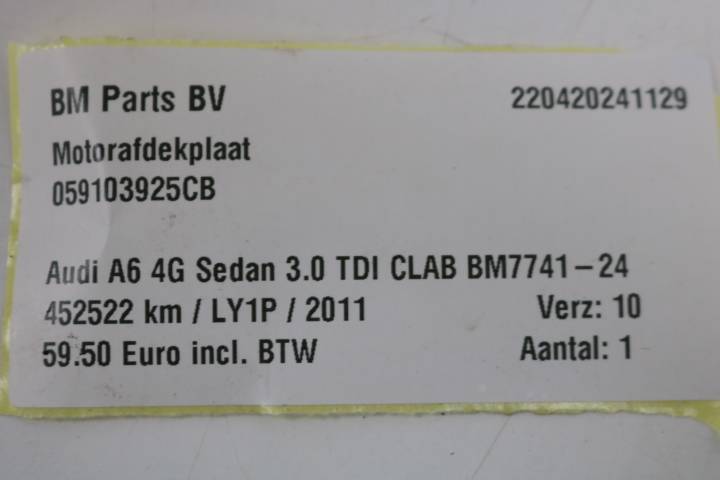 BM Parts BV 220420241129
Motorafdekplaat
059103925CB
Audi A6 4G Sedan 3.0 TDI CLAB BM7741-24
452522 km / LY1P / 2011 Verz: 10
59.50 Euro incl. BTW Aantal: 1